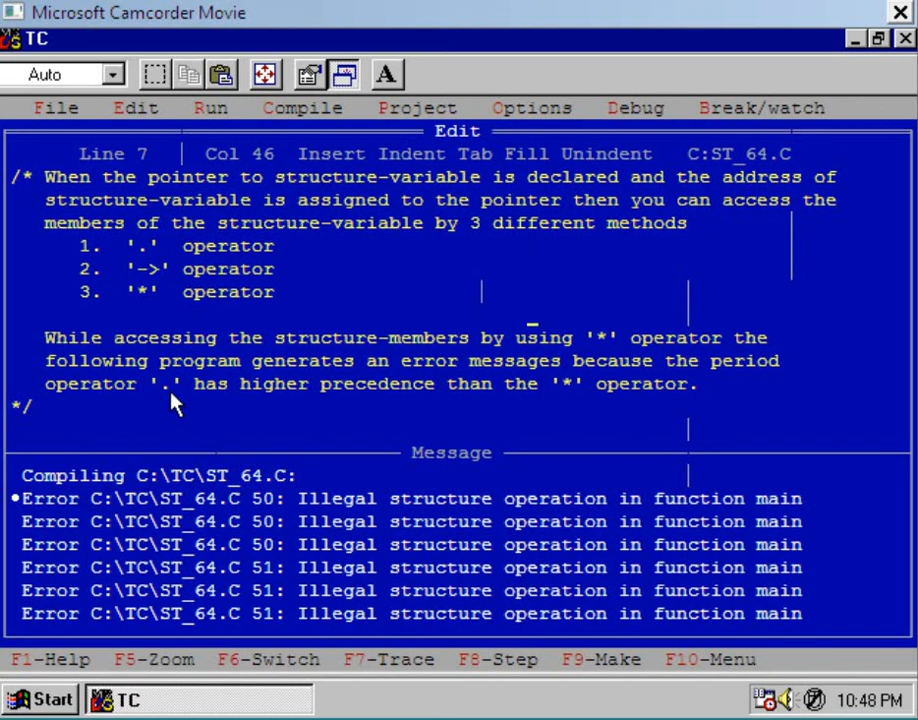 Microsoft Camcorder Movie
TC
Auto
A
File Edit Run Compile Project Options Debug Break/watch
Edit
Line 7 Col 46 Insert Indent Tab Fill Unindent C:ST_64.C
/* When the pointer to structure-variable is declared and the address of
structure-variable is assigned to the pointer then you can access the
members of the structure-variable by 3 different methods
1. '.' operator
2. '->' operator
3. '*' operator
While accessing the structure-members by using '*' operator the
following program generates an error messages because the period
operator '.' has higher precedence than the '*' operator.
*/
Message
Compiling C:\TC\ST_64.C:
•Error C:\TC\ST_64.C 50: Illegal structure operation in function main
Error C:\TC\ST_64.C 50: Illegal structure operation in function main
Error C:\TC\ST_64.C 50: Illegal structure operation in function main
Error C:\TC\ST_64.C 51: Illegal structure operation in function main
Error C:\TC\ST_64.C 51: Illegal structure operation in function main
Error C:\TC\ST_64.C 51: Illegal structure operation in function main
F1-Help F5-Zoom F6-Switch F7-Trace F8-Step F9-Make F10-Menu
Start TC 10:48 PM